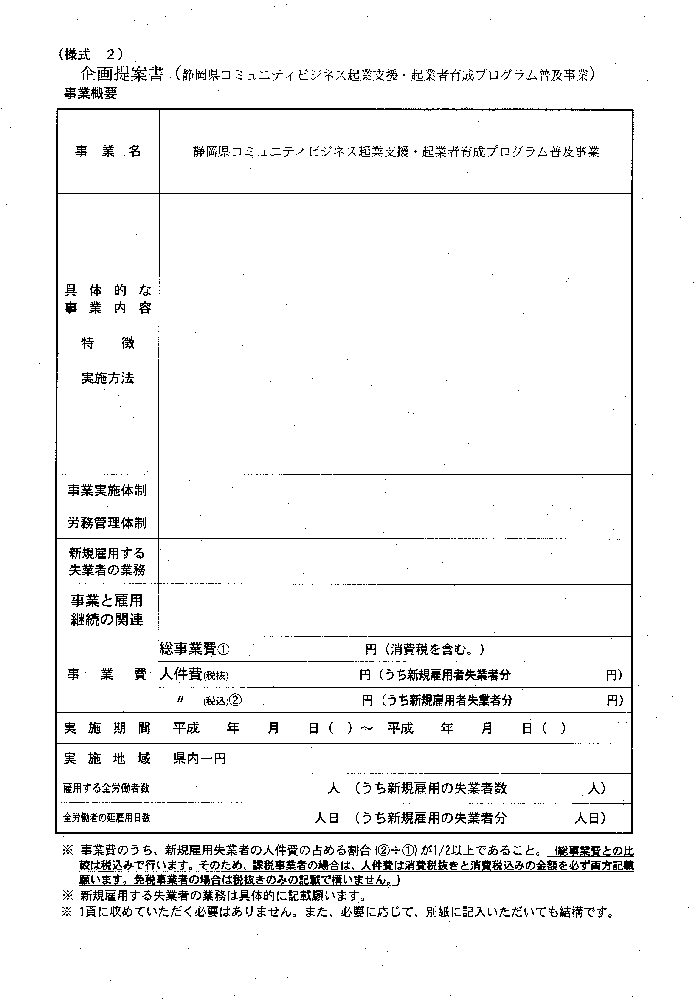 （様式　２）
企画提案書（静岡県コミュニティビジネス起業支援・起業者育成プログラム普及事業）
事業概要
事　業　名　静岡県コミュニティビジネス起業支援・起業者育成プログラム普及事業
具　体　的　な
事　業　内　容
特　　徴
実施方法
事業実施体制
・
労務管理体制
新規雇用する
失業者の業務
事業と雇用
継続の関連
事　業　費
総事業費①　円（消費税を含む。）
人件費(税抜)　円（うち新規雇用者失業者分　円）
〃　(税込)②　円（うち新規雇用者失業者分　円）
実　施　期　間　平成　年　月　日（　）～　平成　年　月　日（　）
実　施　地　域　県内一円
雇用する全労働者数　人　（うち新規雇用の失業者数　人）
全労働者の延雇用日数　人日　（うち新規雇用の失業者分　人日）
※ 事業費のうち、新規雇用失業者の人件費の占める割合(②÷①)が1/2以上であること。（総事業費との比
較は税込みで行います。そのため、課税事業者の場合は、人件費は消費税抜きと消費税込みの金額を必ず両方記載
願います。免税事業者の場合は税抜きのみの記載で構いません。）
※ 新規雇用する失業者の業務は具体的に記載願います。
※ 1頁に収めていただく必要はありません。また、必要に応じて、別紙に記入いただいても結構です。